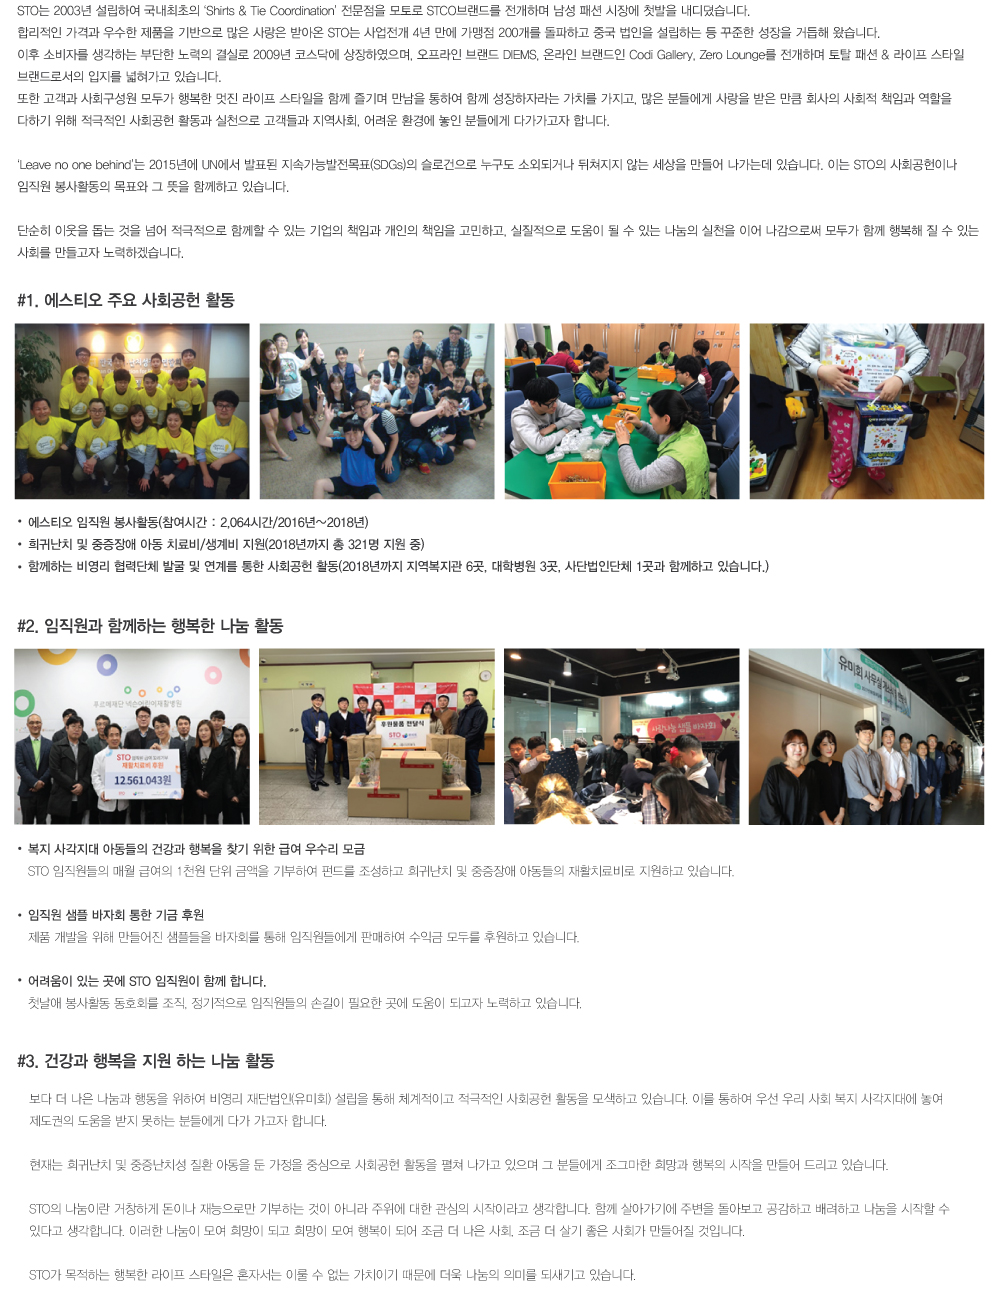 STO는 2003년 설립하여 국내최초의 ‘Shirts & Tie Coordination’ 전문점을 모토로 STCO브랜드를 전개하며 남성 패션 시장에 첫발을 내디뎠습니다.
합리적인 가격과 우수한 제품을 기반으로 많은 사랑은 받아온 STO는 사업전개 4년 만에 가맹점 200개를 돌파하고 중국 법인을 설립하는 등 꾸준한 성장을 거듭해 왔습니다.
이후 소비자를 생각하는 부단한 노력의 결실로 2009년 코스닥에 상장하였으며, 오프라인 브랜드 DIEMS, 온라인 브랜드인 Codi Gallery, Zero Lounge를 전개하며 토탈 패션 & 라이프 스타일
브랜드로서의 입지를 넓혀가고 있습니다.
또한 고객과 사회구성원 모두가 행복한 멋진 라이프 스타일을 함께 즐기며 만남을 통하여 함께 성장하자라는 가치를 가지고, 많은 분들에게 사랑을 받은 만큼 회사의 사회적 책임과 역할을
다하기 위해 적극적인 사회공헌 활동과 실천으로 고객들과 지역사회, 어려운 환경에 놓인 분들에게 다가가고자 합니다.
‘Leave no one behind’는 2015년에 UN에서 발표된 지속가능발전목표(SDGs)의 슬로건으로 누구도 소외되거나 뒤쳐지지 않는 세상을 만들어 나가는데 있습니다. 이는 STO의 사회공헌이나
임직원 봉사활동의 목표와 그 뜻을 함께하고 있습니다.
단순히 이웃을 돕는 것을 넘어 적극적으로 함께할 수 있는 기업의 책임과 개인의 책임을 고민하고, 실질적으로 도움이 될 수 있는 나눔의 실천을 이어 나감으로써 모두가 함께 행복해 질 수 있는
사회를 만들고자 노력하겠습니다.
#1. 에스티오 주요 사회공헌 활동
• 에스티오 임직원 봉사활동(참여시간 : 2,064시간/2016년~2018년)
• 희귀난치 및 중증장애 아동 치료비/생계비 지원(2018년까지 총 321명 지원 중)
• 함께하는 비영리 협력단체 발굴 및 연계를 통한 사회공헌 활동(2018년까지 지역복지관 6곳, 대학병원 3곳, 사단법인단체 1곳과 함께하고 있습니다.)
#2. 임직원과 함께하는 행복한 나눔 활동
푸르메재단 넥슨어린이재활병원
STO
재활치료비 후원
12,561,043원
후원물품 전달식
STO
사랑나눔 샘플 바자회
유미회 사무실
• 복지 사각지대 아동들의 건강과 행복을 찾기 위한 급여 우수리 모금
STO 임직원들의 매월 급여의 1천원 단위 금액을 기부하여 펀드를 조성하고 희귀난치 및 중증장애 아동들의 재활치료비로 지원하고 있습니다.
• 임직원 샘플 바자회 통한 기금 후원
제품 개발을 위해 만들어진 샘플들을 바자회를 통해 임직원들에게 판매하여 수익금 모두를 후원하고 있습니다.
• 어려움이 있는 곳에 STO 임직원이 함께 합니다.
첫날애 봉사활동 동호회를 조직, 정기적으로 임직원들의 손길이 필요한 곳에 도움이 되고자 노력하고 있습니다.
#3. 건강과 행복을 지원 하는 나눔 활동
보다 더 나은 나눔과 행동을 위하여 비영리 재단법인(유미회) 설립을 통해 체계적이고 적극적인 사회공헌 활동을 모색하고 있습니다. 이를 통하여 우선 우리 사회 복지 사각지대에 놓여
제도권의 도움을 받지 못하는 분들에게 다가 가고자 합니다.
현재는 희귀난치 및 중증난치성 질환 아동을 둔 가정을 중심으로 사회공헌 활동을 펼쳐 나가고 있으며 그 분들에게 조그마한 희망과 행복의 시작을 만들어 드리고 있습니다.
STO의 나눔이란 거창하게 돈이나 재능으로만 기부하는 것이 아니라 주위에 대한 관심의 시작이라고 생각합니다. 함께 살아가기에 주변을 돌아보고 공감하고 배려하고 나눔을 시작할 수
있다고 생각합니다. 이러한 나눔이 모여 희망이 되고 희망이 모여 행복이 되어 조금 더 나은 사회, 조금 더 살기 좋은 사회가 만들어질 것입니다.
STO가 목적하는 행복한 라이프 스타일은 혼자서는 이룰 수 없는 가치이기 때문에 더욱 나눔의 의미를 되새기고 있습니다.